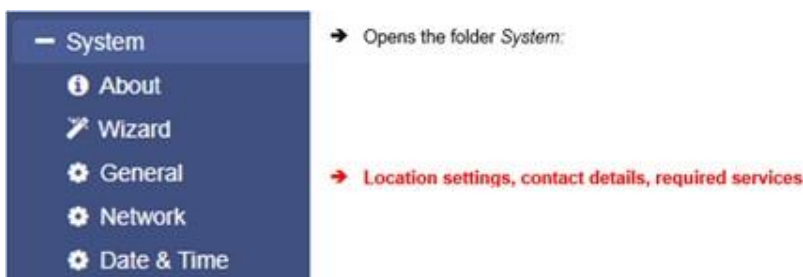 System
➔ Opens the folder System:
About
Wizard
General
➔ Location settings, contact details, required services
Network
Date & Time